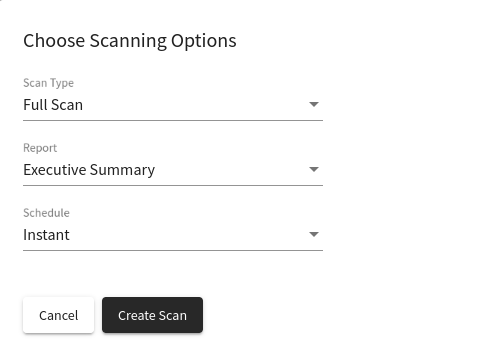 Choose Scanning Options
Scan Type
Full Scan
Report
Executive Summary
Schedule
Instant
Cancel Create Scan